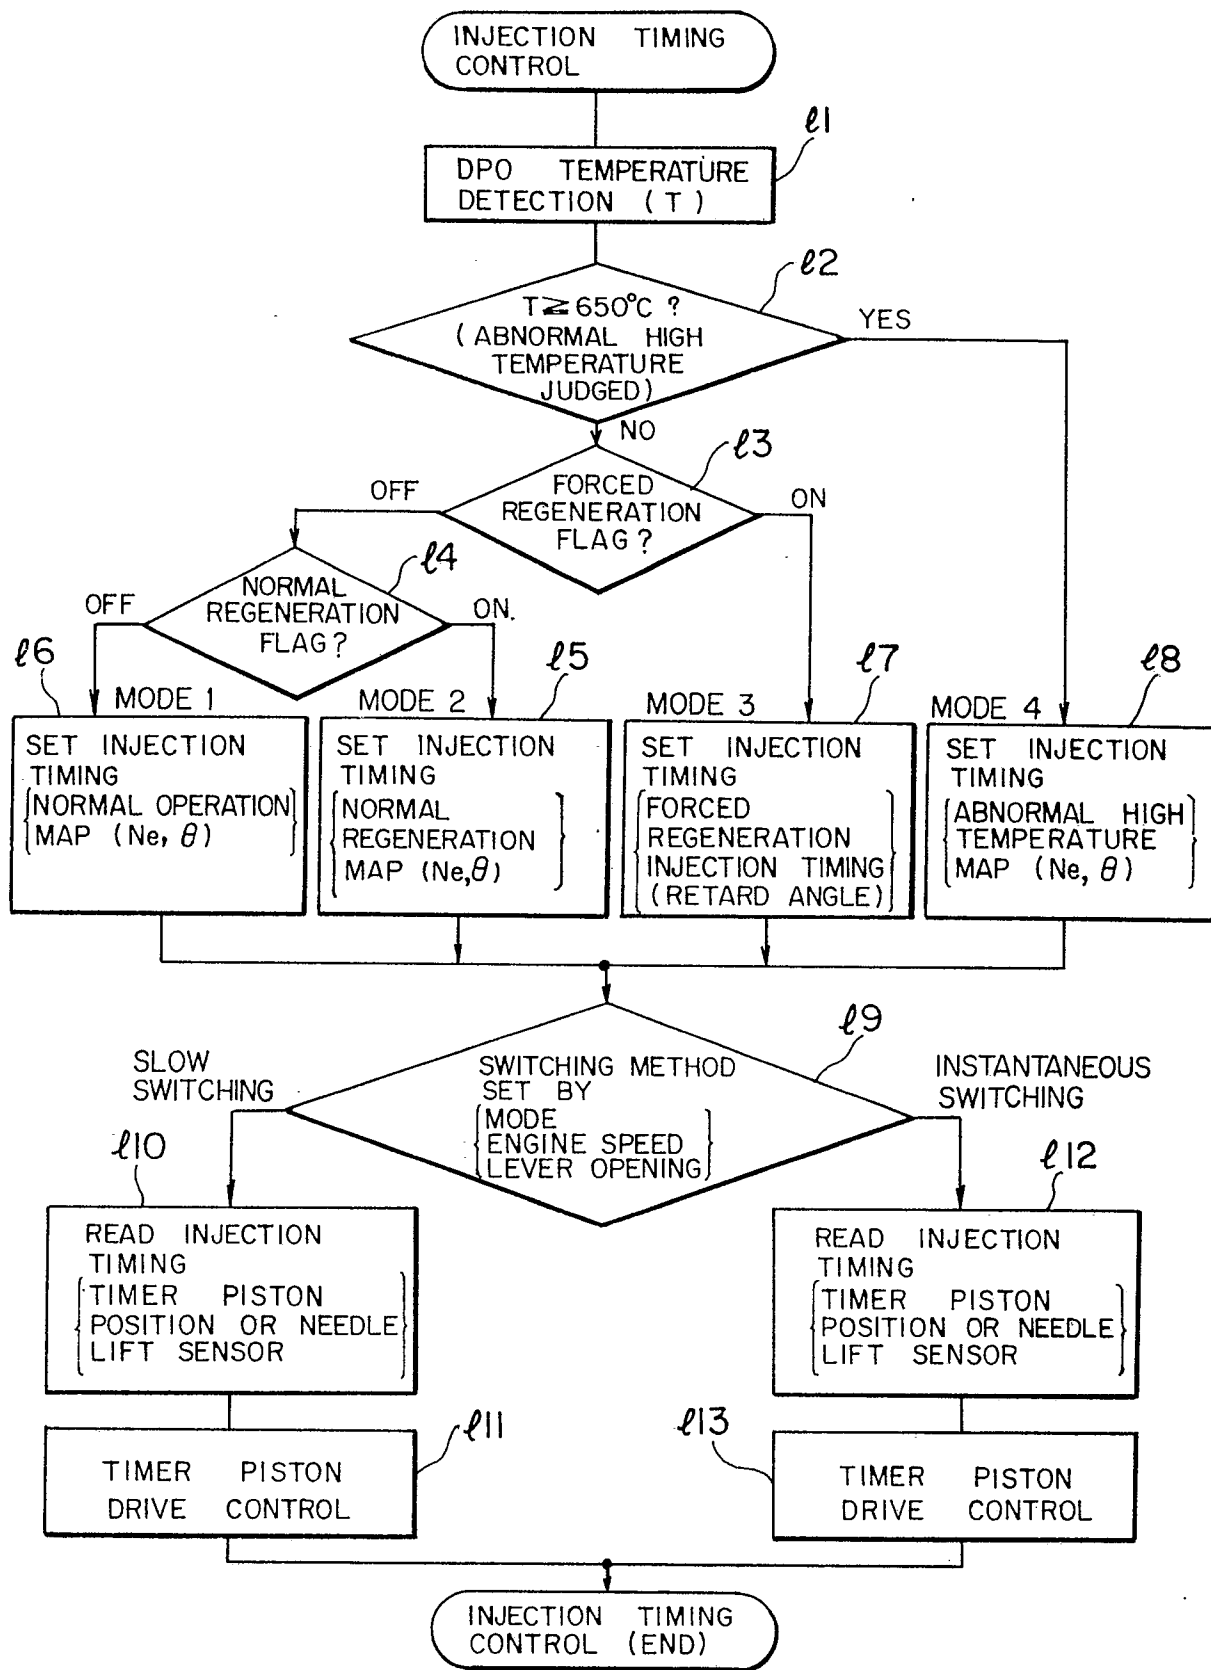 INJECTION TIMING
CONTROL
ℓ1
DPO TEMPERATURE
DETECTION (T)
ℓ2
T≧650°C ?
(ABNORMAL HIGH
TEMPERATURE
JUDGED)
YES
NO
ℓ3
FORCED
REGENERATION
FLAG?
OFF
ON
ℓ4
NORMAL
REGENERATION
FLAG?
OFF
ON.
ℓ6
MODE 1
SET INJECTION
TIMING
{NORMAL OPERATION
MAP (Ne, θ)}
ℓ5
MODE 2
SET INJECTION
TIMING
{NORMAL
REGENERATION
MAP (Ne,θ)}
ℓ7
MODE 3
SET INJECTION
TIMING
{FORCED
REGENERATION
INJECTION TIMING
(RETARD ANGLE)}
ℓ8
MODE 4
SET INJECTION
TIMING
{ABNORMAL HIGH
TEMPERATURE
MAP (Ne, θ)}
ℓ9
SWITCHING METHOD
SET BY
{MODE
ENGINE SPEED
LEVER OPENING}
SLOW
SWITCHING
INSTANTANEOUS
SWITCHING
ℓ10
READ INJECTION
TIMING
{TIMER PISTON
POSITION OR NEEDLE
LIFT SENSOR}
ℓ12
READ INJECTION
TIMING
{TIMER PISTON
POSITION OR NEEDLE
LIFT SENSOR}
ℓ11
TIMER PISTON
DRIVE CONTROL
ℓ13
TIMER PISTON
DRIVE CONTROL
INJECTION TIMING
CONTROL (END)